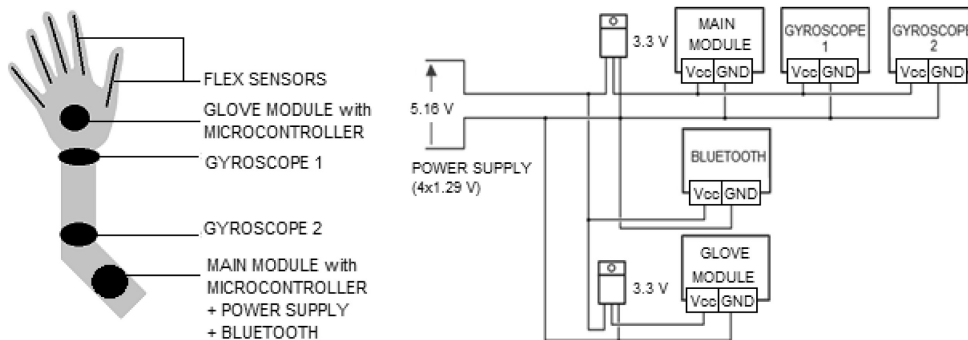 FLEX SENSORS
GLOVE MODULE with
MICROCONTROLLER
GYROSCOPE 1
GYROSCOPE 2
MAIN MODULE with
MICROCONTROLLER
+ POWER SUPPLY
+ BLUETOOTH
5.16 V
POWER SUPPLY
(4x1.29 V)
3.3 V
MAIN
MODULE
Vcc GND
GYROSCOPE
1
Vcc GND
GYROSCOPE
2
Vcc GND
BLUETOOTH
Vcc GND
3.3 V
GLOVE
MODULE
Vcc GND